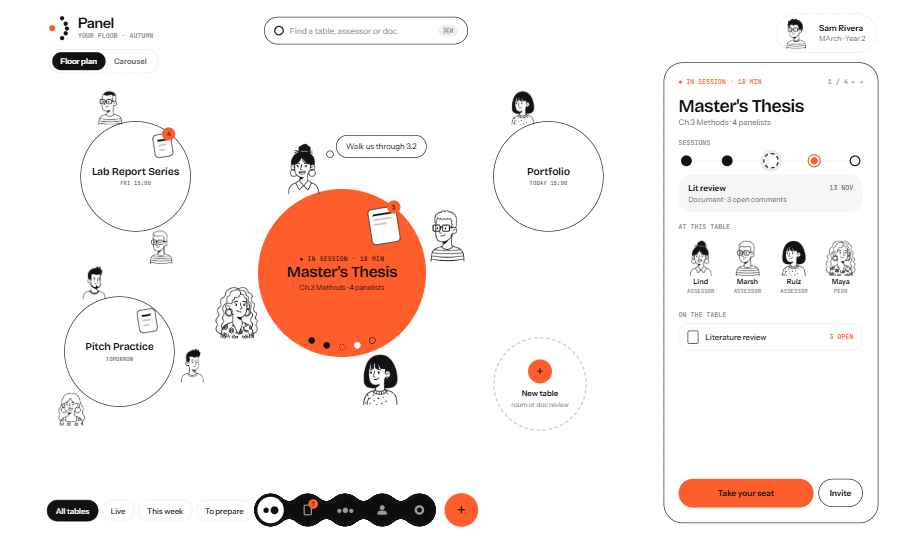 Panel
YOUR FLOOR · AUTUMN
Find a table, assessor or doc
⌘K
Sam Rivera
MArch · Year 2
Floor plan
Carousel
4
Lab Report Series
FRI 15:00
Walk us through 3.2
Portfolio
TODAY 16:00
3
IN SESSION · 18 MIN
Master's Thesis
Ch.3 Methods · 4 panelists
Pitch Practice
TOMORROW
+
New table
room or doc review
IN SESSION · 18 MIN
1 / 4
Master's Thesis
Ch.3 Methods · 4 panelists
SESSIONS
Lit review
13 NOV
Document · 3 open comments
AT THIS TABLE
Lind
Marsh
Ruiz
Maya
ASSESSOR
ASSESSOR
ASSESSOR
PEER
ON THE TABLE
Literature review
3 OPEN
Take your seat
Invite
All tables
Live
This week
To prepare
+